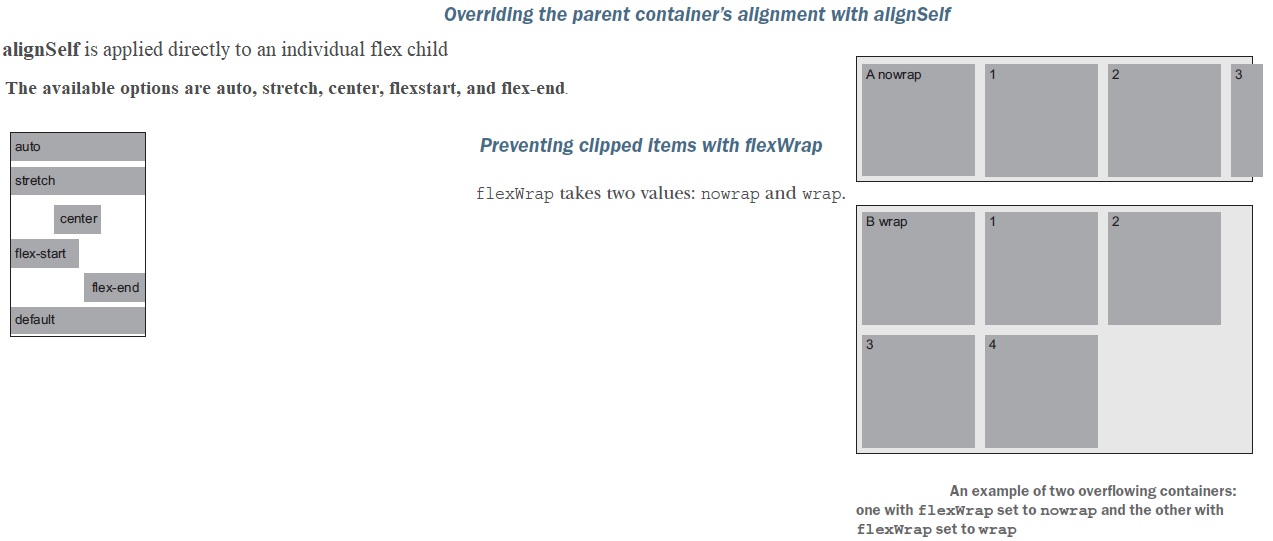 Overriding the parent container's alignment with alignSelf
alignSelf is applied directly to an individual flex child
The available options are auto, stretch, center, flexstart, and flex-end.
auto
stretch
center
flex-start
flex-end
default
Preventing clipped items with flexWrap
flexWrap takes two values: nowrap and wrap.
A nowrap 1 2 3
B wrap 1 2
3 4
An example of two overflowing containers:
one with flexWrap set to nowrap and the other with
flexWrap set to wrap